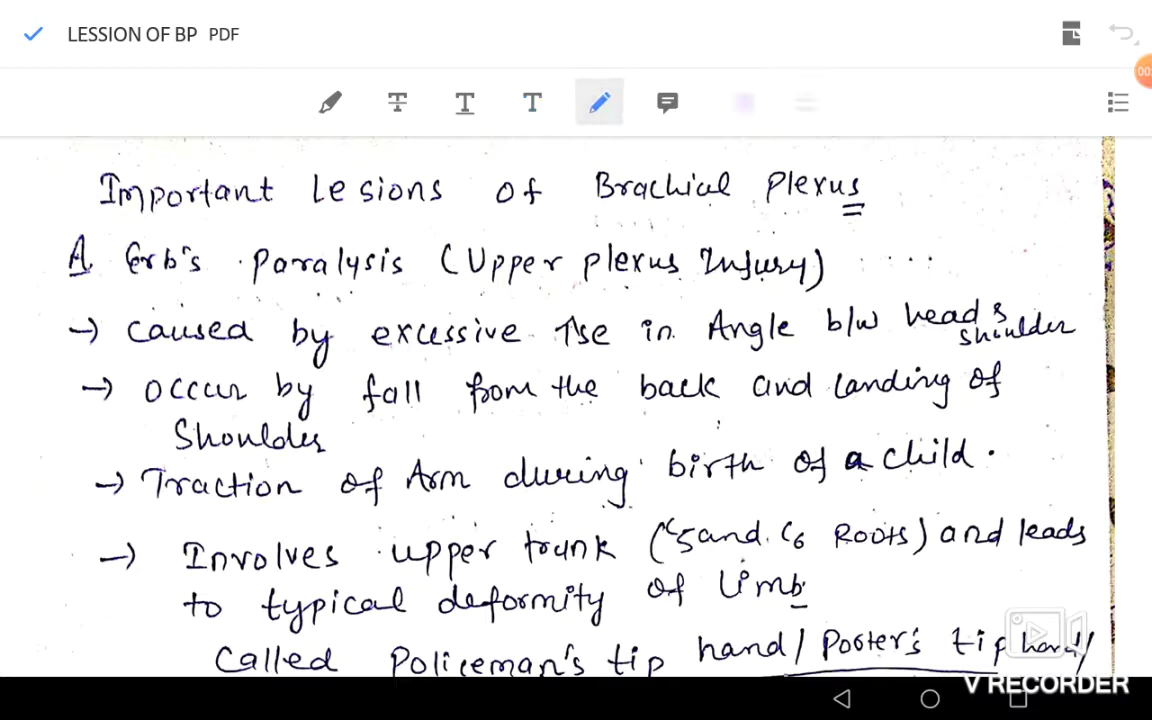 LESSION OF BP PDF
00:
T T T
Important Lesions of Brachial Plexus
A. Erb's Paralysis (Upper plexus Injury) ....
→ Caused by excessive ↑se in Angle b/w head & shoulder
→ Occur by fall from the back and landing of
Shoulder
→ Traction of Arm during birth of a child.
→ Involves upper trunk (C5 and C6 Roots) and leads
to typical deformity of limb
Called Policeman's tip hand/ Poster's tip hand/
V RECORDER